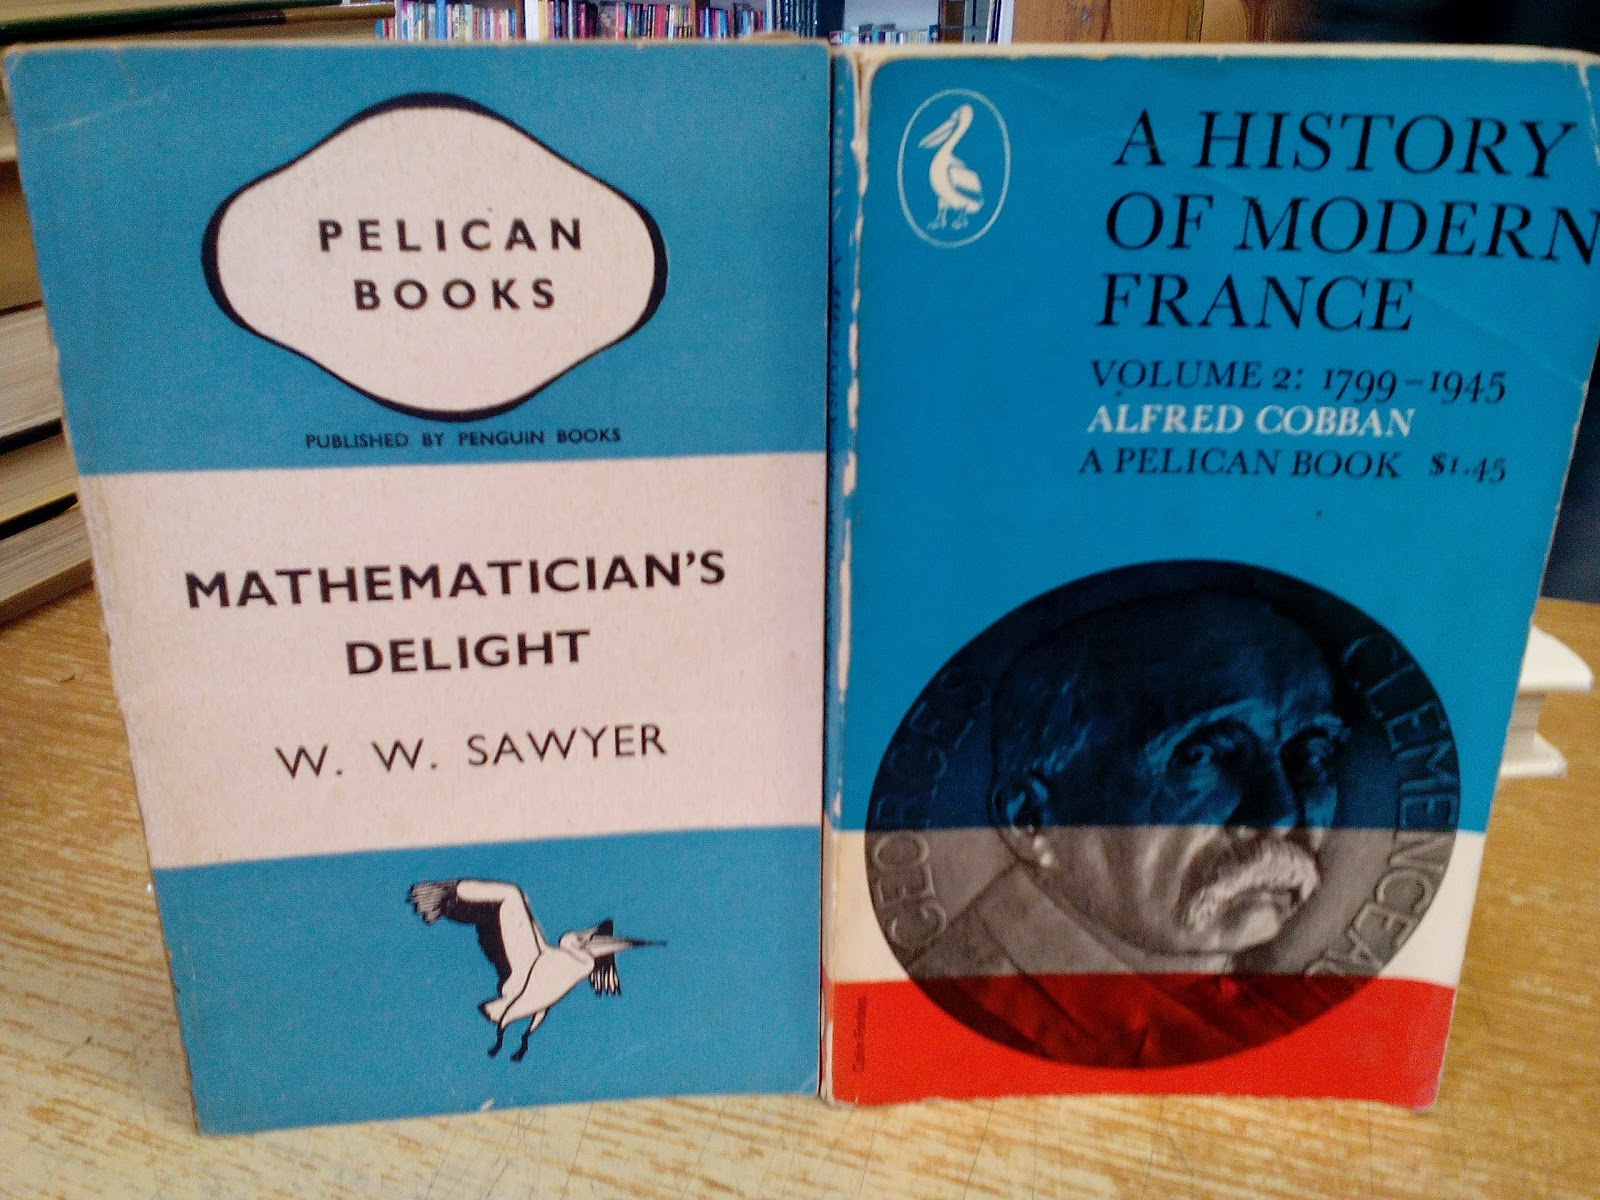 PELICAN
BOOKS
PUBLISHED BY PENGUIN BOOKS
MATHEMATICIAN'S
DELIGHT
W. W. SAWYER
A HISTORY
OF MODERN
FRANCE
VOLUME 2: 1799–1945
ALFRED COBBAN
A PELICAN BOOK $1.45
GEORGES CLEMENCEAU